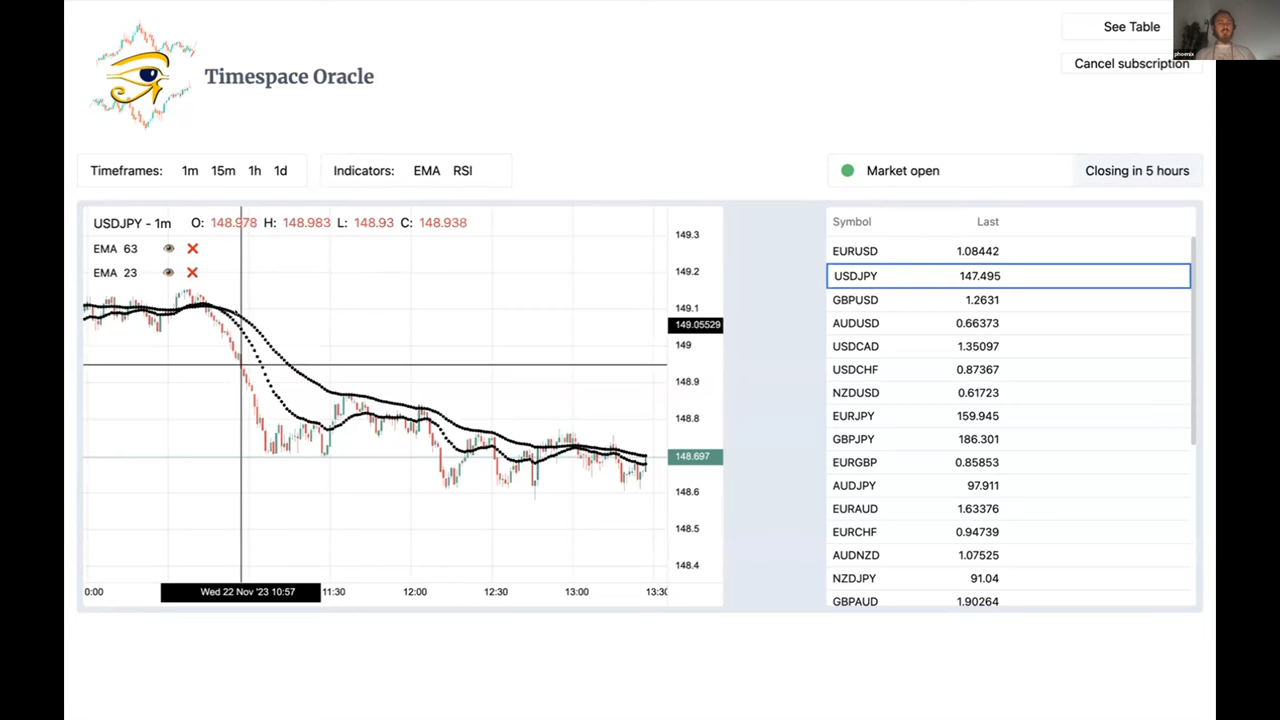 See Table
phoenix
Cancel subscription
Timespace Oracle
Timeframes: 1m 15m 1h 1d
Indicators: EMA RSI
Market open
Closing in 5 hours
USDJPY - 1m O: 148.978 H: 148.983 L: 148.93 C: 148.938
EMA 63
EMA 23
149.3
149.2
149.1
149.05529
149
148.9
148.8
148.697
148.6
148.5
148.4
0:00 Wed 22 Nov '23 10:57 11:30 12:00 12:30 13:00 13:30
Symbol Last
EURUSD 1.08442
USDJPY 147.495
GBPUSD 1.2631
AUDUSD 0.66373
USDCAD 1.35097
USDCHF 0.87367
NZDUSD 0.61723
EURJPY 159.945
GBPJPY 186.301
EURGBP 0.85853
AUDJPY 97.911
EURAUD 1.63376
EURCHF 0.94739
AUDNZD 1.07525
NZDJPY 91.04
GBPAUD 1.90264